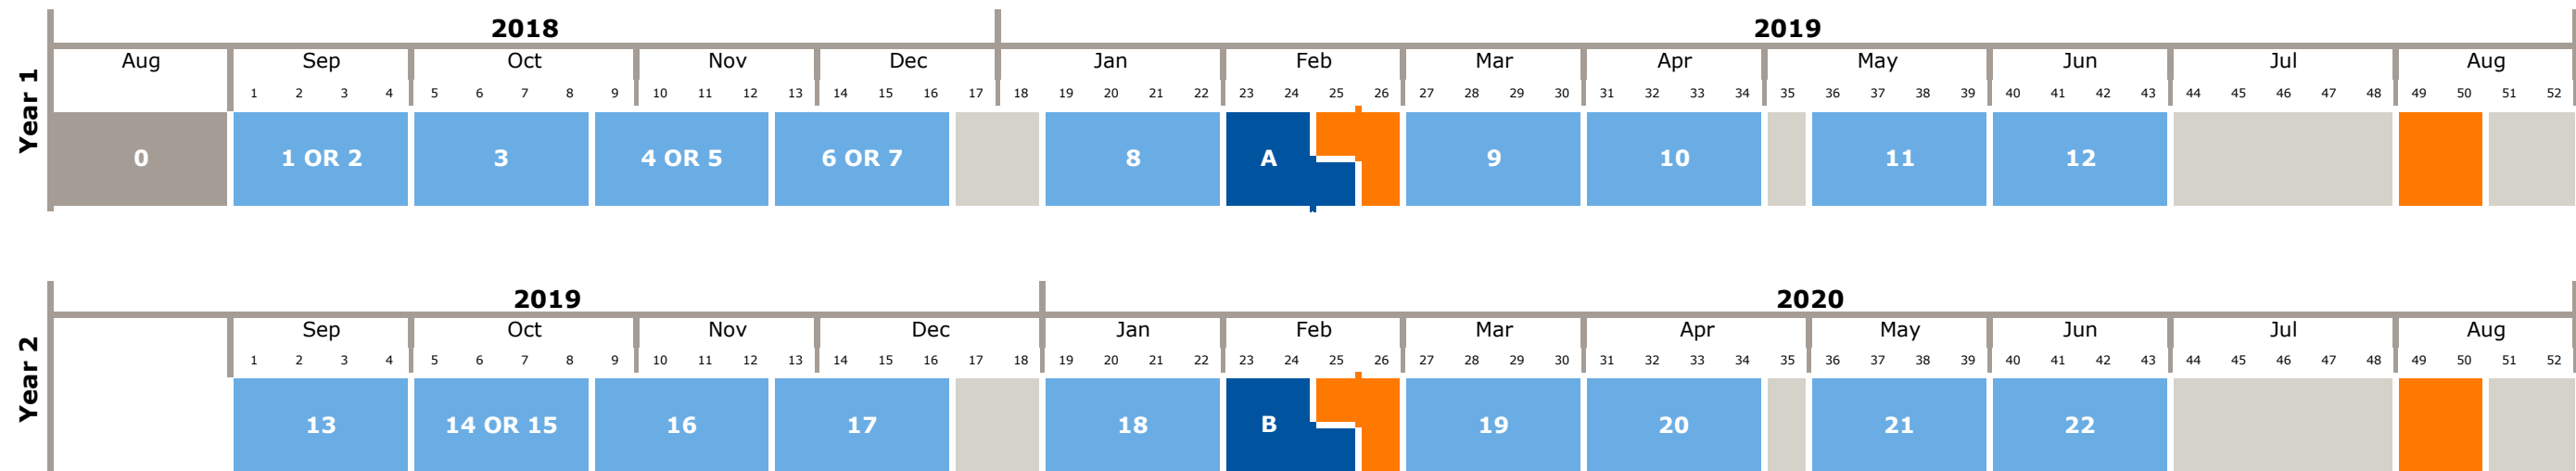 2018 2019
Year 1
Aug Sep Oct Nov Dec Jan Feb Mar Apr May Jun Jul Aug
1 2 3 4 5 6 7 8 9 10 11 12 13 14 15 16 17 18 19 20 21 22 23 24 25 26 27 28 29 30 31 32 33 34 35 36 37 38 39 40 41 42 43 44 45 46 47 48 49 50 51 52
0 1 OR 2 3 4 OR 5 6 OR 7 8 A 9 10 11 12
2019 2020
Year 2
Sep Oct Nov Dec Jan Feb Mar Apr May Jun Jul Aug
1 2 3 4 5 6 7 8 9 10 11 12 13 14 15 16 17 18 19 20 21 22 23 24 25 26 27 28 29 30 31 32 33 34 35 36 37 38 39 40 41 42 43 44 45 46 47 48 49 50 51 52
13 14 OR 15 16 17 18 B 19 20 21 22